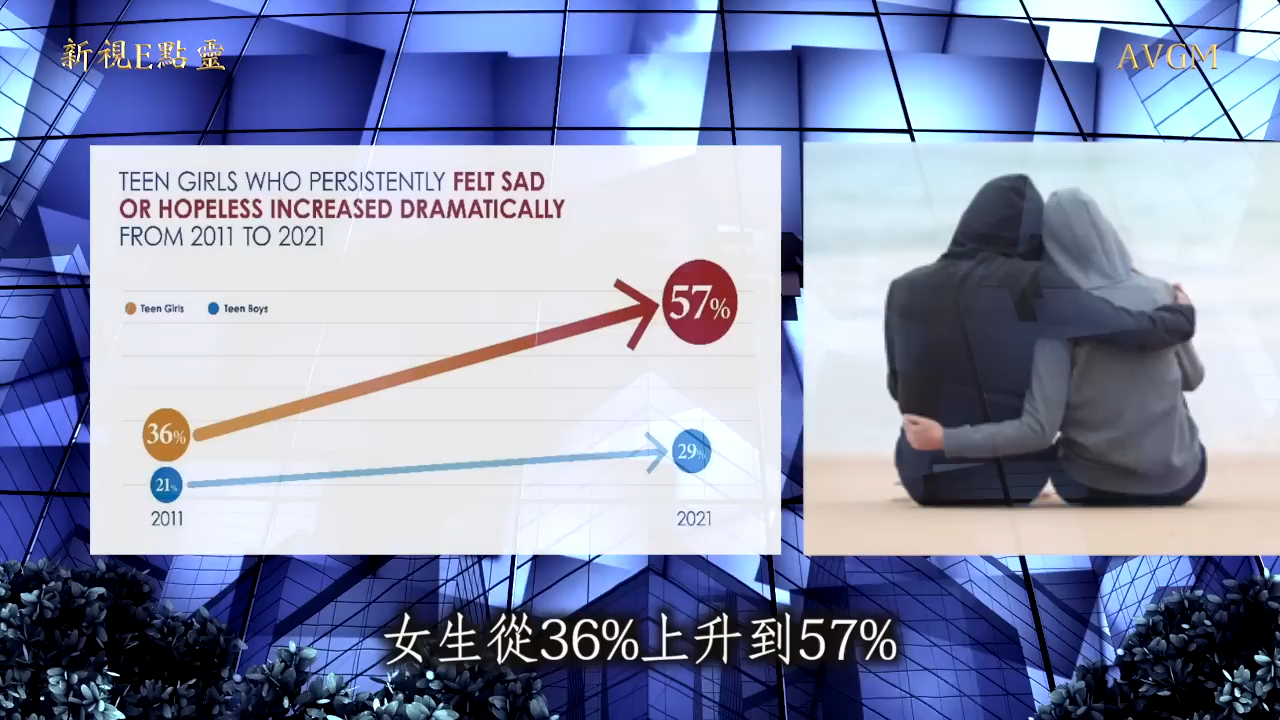 新視E點靈
AVGM
TEEN GIRLS WHO PERSISTENTLY FELT SAD
OR HOPELESS INCREASED DRAMATICALLY
FROM 2011 TO 2021
Teen Girls
Teen Boys
57%
36%
29%
21%
2011
2021
女生從36%上升到57%